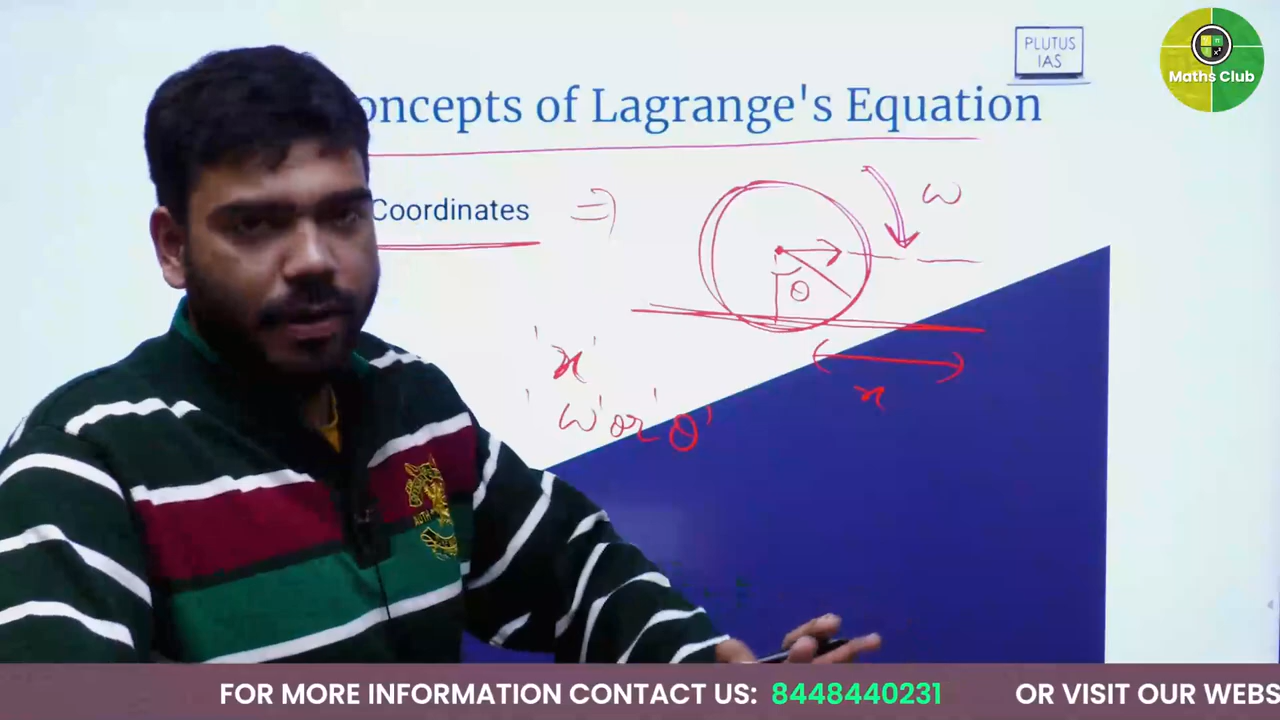 PLUTUS
IAS
Maths Club
oncepts of Lagrange's Equation
Coordinates ⇒
ω
θ
'x'
x
'ω' or 'θ'
FOR MORE INFORMATION CONTACT US: 8448440231 OR VISIT OUR WEBS